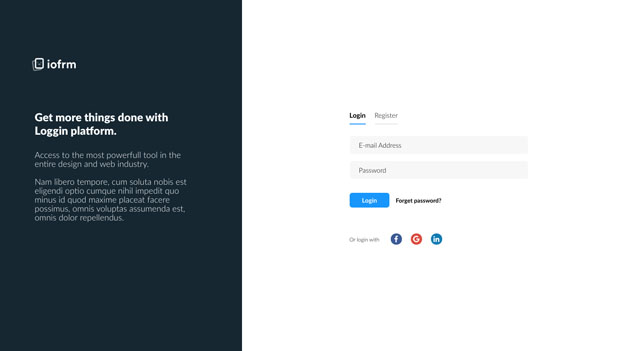 iofrm
Get more things done with
Loggin platform.
Access to the most powerfull tool in the
entire design and web industry.
Nam libero tempore, cum soluta nobis est
eligendi optio cumque nihil impedit quo
minus id quod maxime placeat facere
possimus, omnis voluptas assumenda est,
omnis dolor repellendus.
Login Register
E-mail Address
Password
Login Forget password?
Or login with f G in